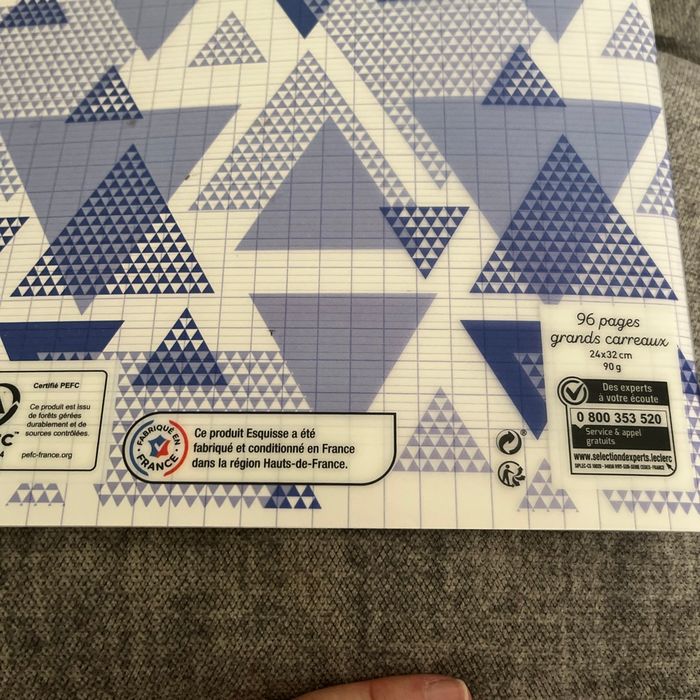 96 pages
grands carreaux
24x32 cm
90 g
Des experts
à votre écoute
0 800 353 520
Service & appel
gratuits
www.selectiondexperts.leclerc
Certifié PEFC
Ce produit est issu
de forêts gérées
durablement et de
sources contrôlées.
pefc-france.org
FABRIQUÉ EN
FRANCE
Ce produit Esquisse a été
fabriqué et conditionné en France
dans la région Hauts-de-France.